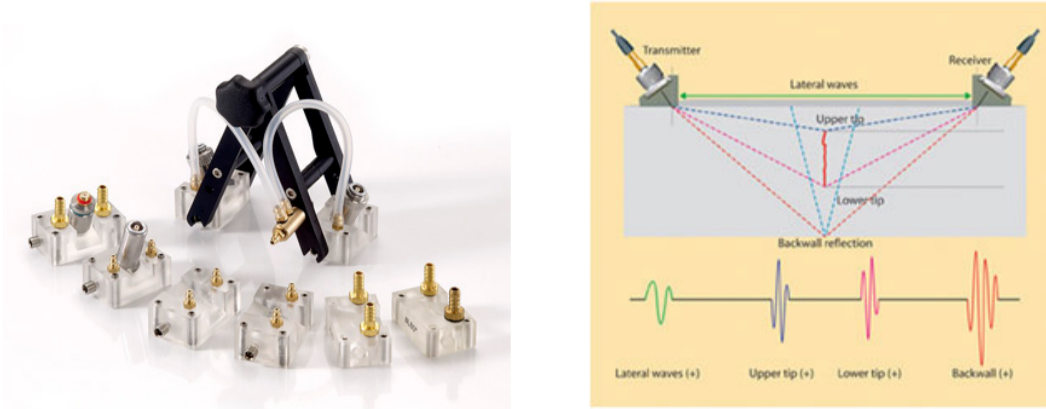 Transmitter
Receiver
Lateral waves
Upper tip
Lower tip
Backwall reflection
Lateral waves (+)
Upper tip (+)
Lower tip (+)
Backwall (+)